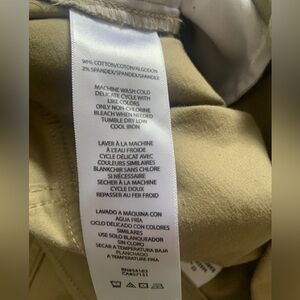 98% COTTON/COTON/ALGODON
2% SPANDEX/SPANDEX/SPANDEX
MACHINE WASH COLD
DELICATE CYCLE WITH
LIKE COLORS
ONLY NON-CHLORINE
BLEACH WHEN NEEDED
TUMBLE DRY LOW
COOL IRON
LAVER À LA MACHINE
À L'EAU FROIDE
CYCLE DÉLICAT AVEC
COULEURS SIMILAIRES
BLANCHIR SANS CHLORE
SI NÉCESSAIRE
SECHER À LA MACHINE
CYCLE DOUX
REPASSER AU FER FROID
LAVADO A MÁQUINA CON
AGUA FRÍA
CICLO DELICADO CON
COLORES SIMILARES
USE SOLO BLANQUEADOR
SIN CLORO
SECAR A TEMPERATURA BAJA
PLANCHADO
A TEMPERATURE FRÍA